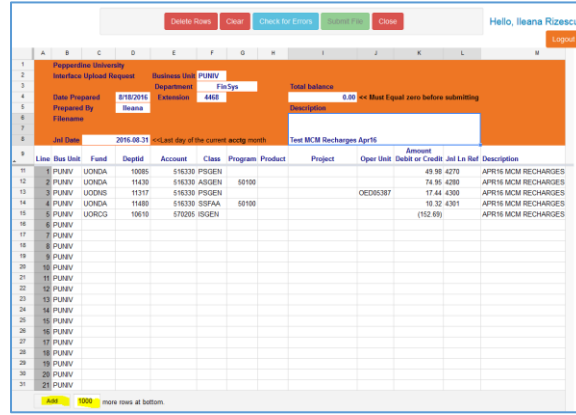 Delete Rows Clear Check for Errors Submit File Close Hello, Ileana Rizescu
Logout
A B C D E F G H I J K L M
1 Pepperdine University
2 Interface Upload Request Business Unit PUNIV
3 Department FinSys Total balance
4 Date Prepared 8/18/2016 Extension 4468 0.00 << Must Equal zero before submitting
5 Prepared By Ileana Description
6 Filename
7
8 Jnl Date 2016-08-31 <<Last day of the current acctg month Test MCM Recharges Apr16
9 Line Bus Unit Fund Deptid Account Class Program Product Project Oper Unit Amount Debit or Credit Jnl Ln Ref Description
11 1 PUNIV UONDA 10085 516330 PSGEN 49.98 4270 APR16 MCM RECHARGES
12 2 PUNIV UONDA 11430 516330 ASGEN 50100 74.95 4280 APR16 MCM RECHARGES
13 3 PUNIV UODNS 11317 516330 PSGEN OED05387 17.44 4300 APR16 MCM RECHARGES
14 4 PUNIV UONDA 11480 516330 SSFAA 50100 10.32 4301 APR16 MCM RECHARGES
15 5 PUNIV UORCG 10610 570205 ISGEN (152.69) APR16 MCM RECHARGES
16 6 PUNIV
17 7 PUNIV
18 8 PUNIV
19 9 PUNIV
20 10 PUNIV
21 11 PUNIV
22 12 PUNIV
23 13 PUNIV
24 14 PUNIV
25 15 PUNIV
26 16 PUNIV
27 17 PUNIV
28 18 PUNIV
29 19 PUNIV
30 20 PUNIV
31 21 PUNIV
Add 1000 more rows at bottom.